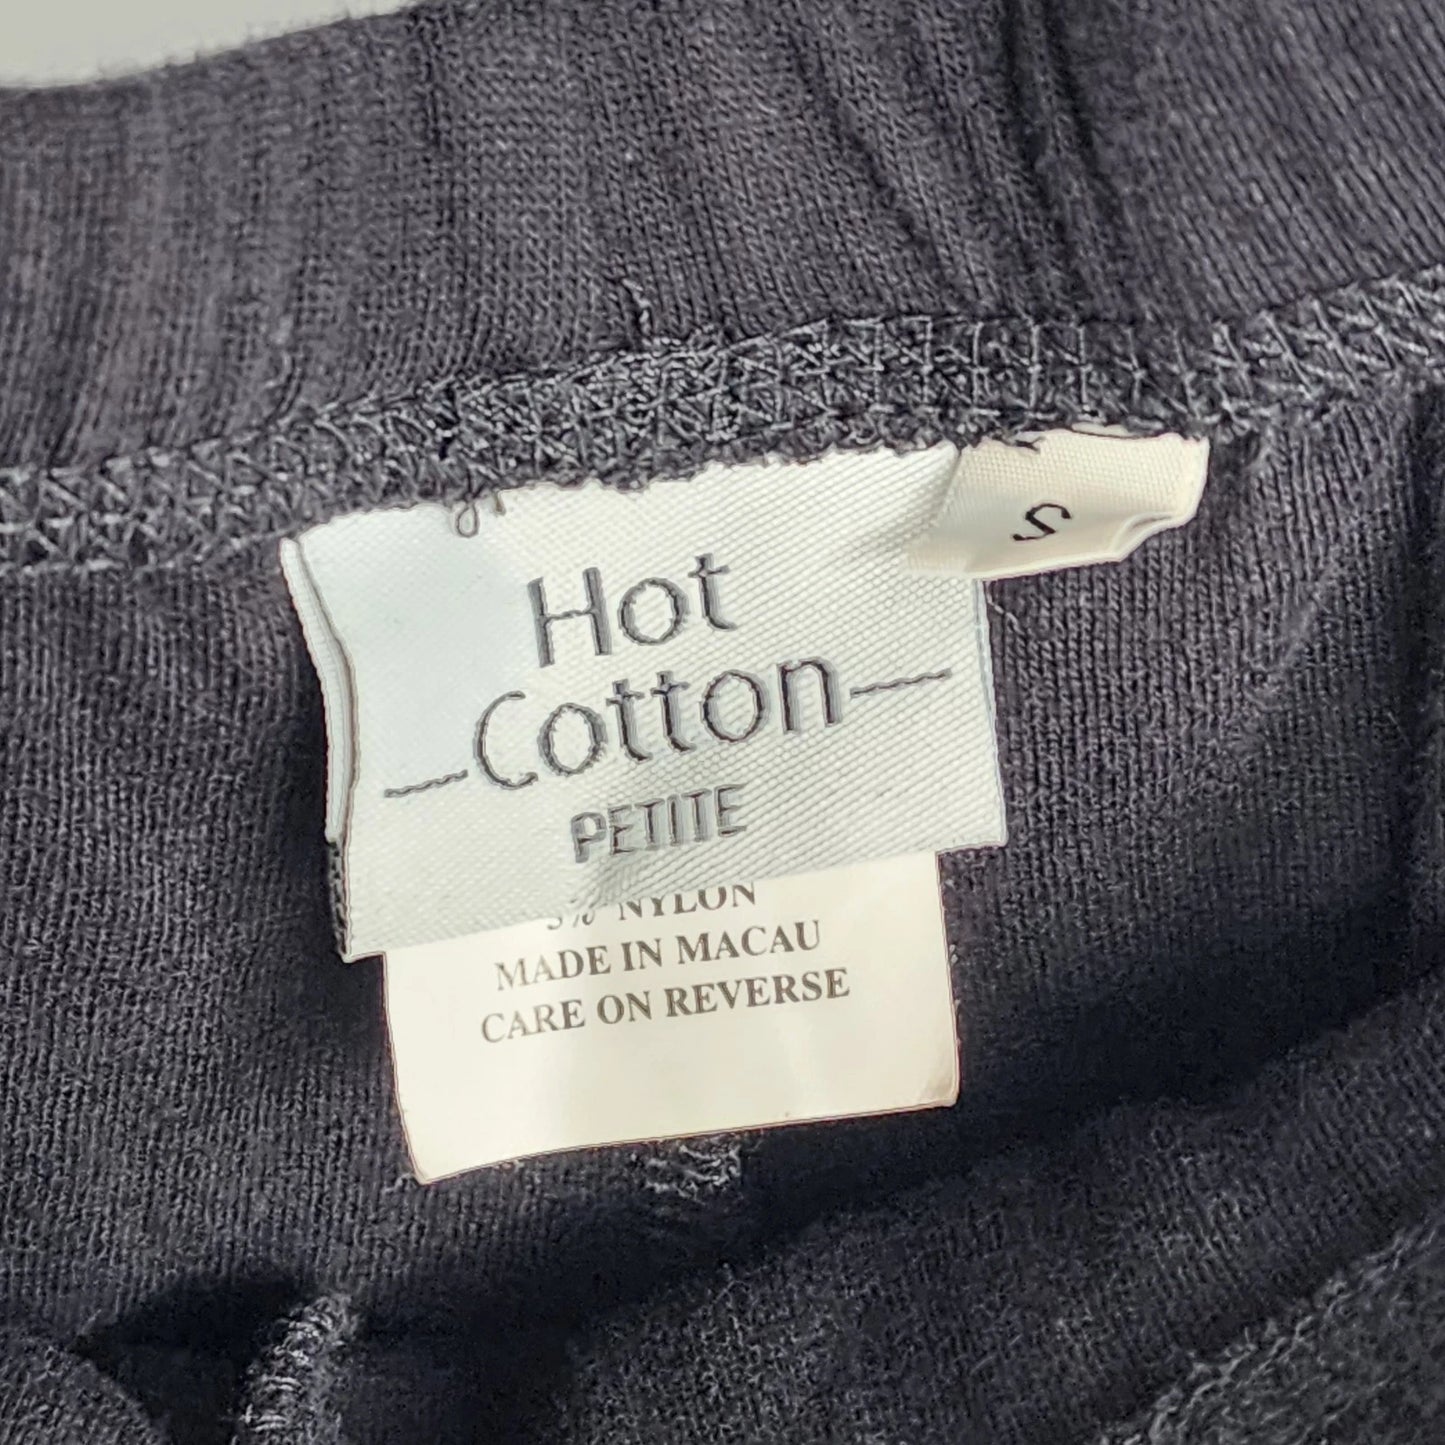 S
Hot
Cotton
PETITE
NYLON
MADE IN MACAU
CARE ON REVERSE